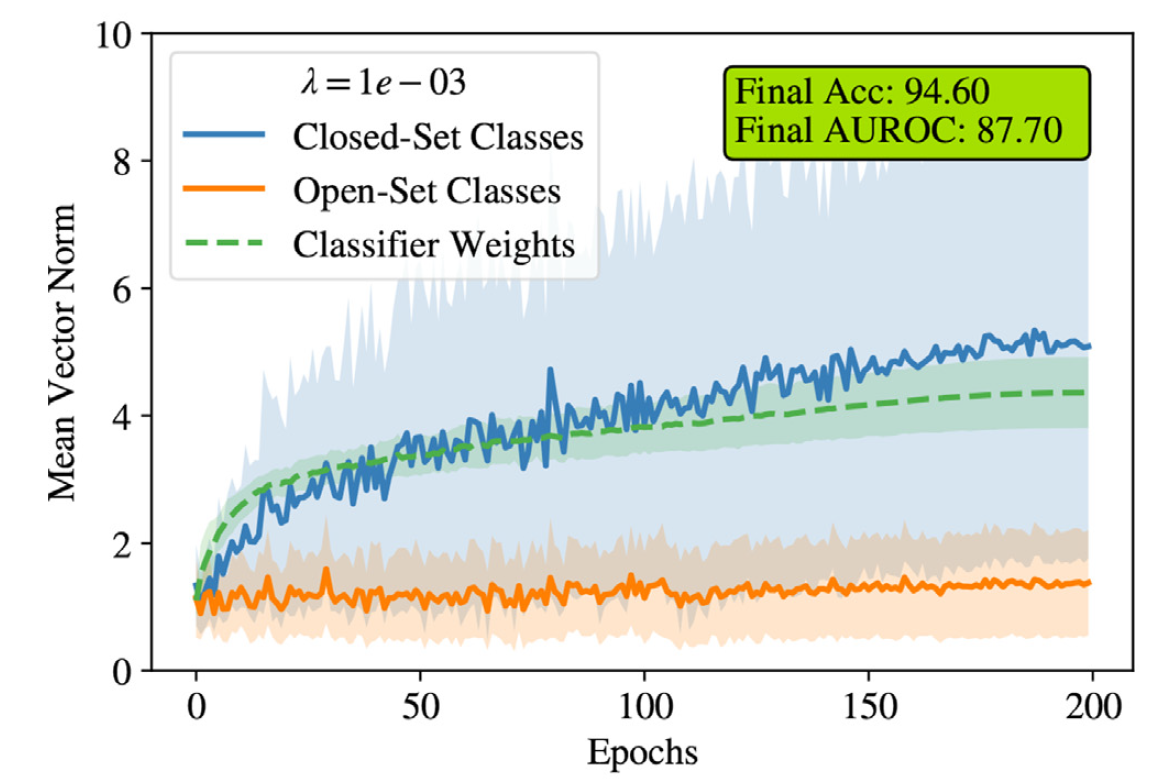 10
8
6
4
2
0
Mean Vector Norm
λ = 1e − 03
Closed-Set Classes
Open-Set Classes
Classifier Weights
Final Acc: 94.60
Final AUROC: 87.70
0 50 100 150 200
Epochs